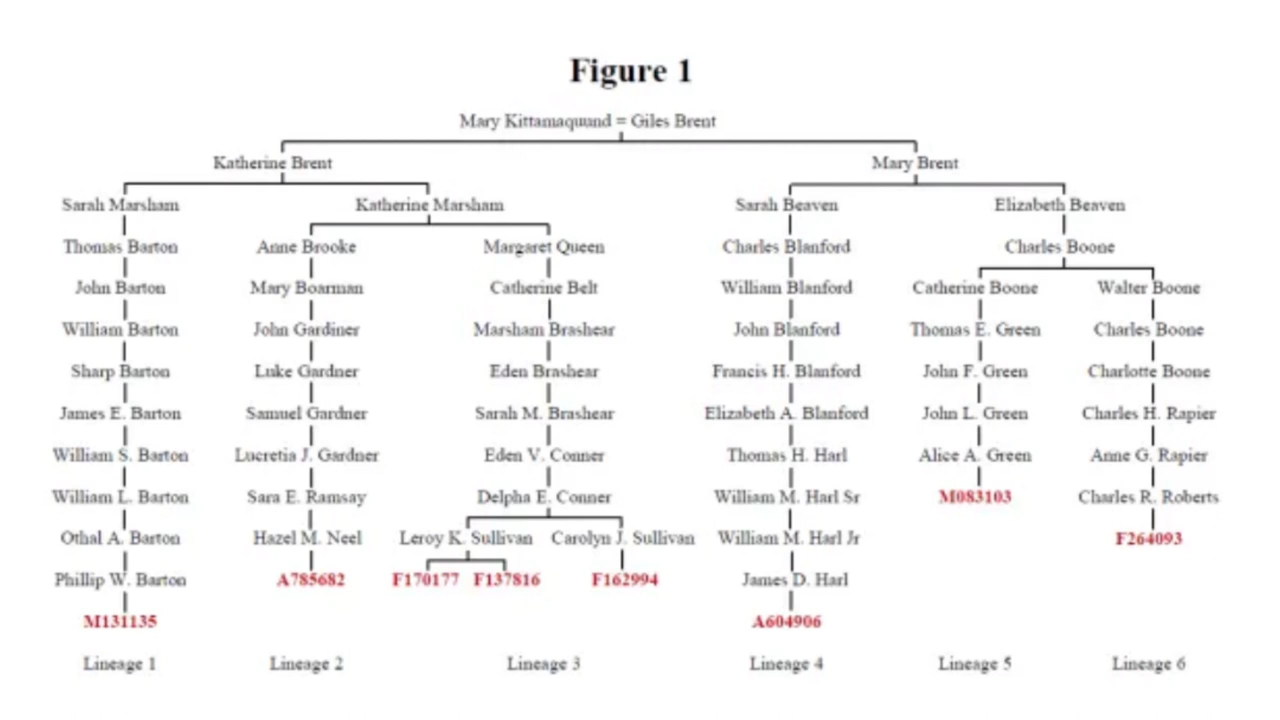 Figure 1
Mary Kittamaquund = Giles Brent
Katherine Brent Mary Brent
Sarah Marsham Katherine Marsham Sarah Beaven Elizabeth Beaven
Thomas Barton Anne Brooke Margaret Queen Charles Blanford Charles Boone
John Barton Mary Boarman Catherine Belt William Blanford Catherine Boone Walter Boone
William Barton John Gardiner Marsham Brashear John Blanford Thomas E. Green Charles Boone
Sharp Barton Luke Gardner Eden Brashear Francis H. Blanford John F. Green Charlotte Boone
James E. Barton Samuel Gardner Sarah M. Brashear Elizabeth A. Blanford John L. Green Charles H. Rapier
William S. Barton Lucretia J. Gardner Eden V. Conner Thomas H. Harl Alice A. Green Anne G. Rapier
William L. Barton Sara E. Ramsay Delpha E. Conner William M. Harl Sr M083103 Charles R. Roberts
Othal A. Barton Hazel M. Neel Leroy K. Sullivan Carolyn J. Sullivan William M. Harl Jr F264093
Phillip W. Barton A785682 F170177 F137816 F162994 James D. Harl
M131135 A604906
Lineage 1 Lineage 2 Lineage 3 Lineage 4 Lineage 5 Lineage 6